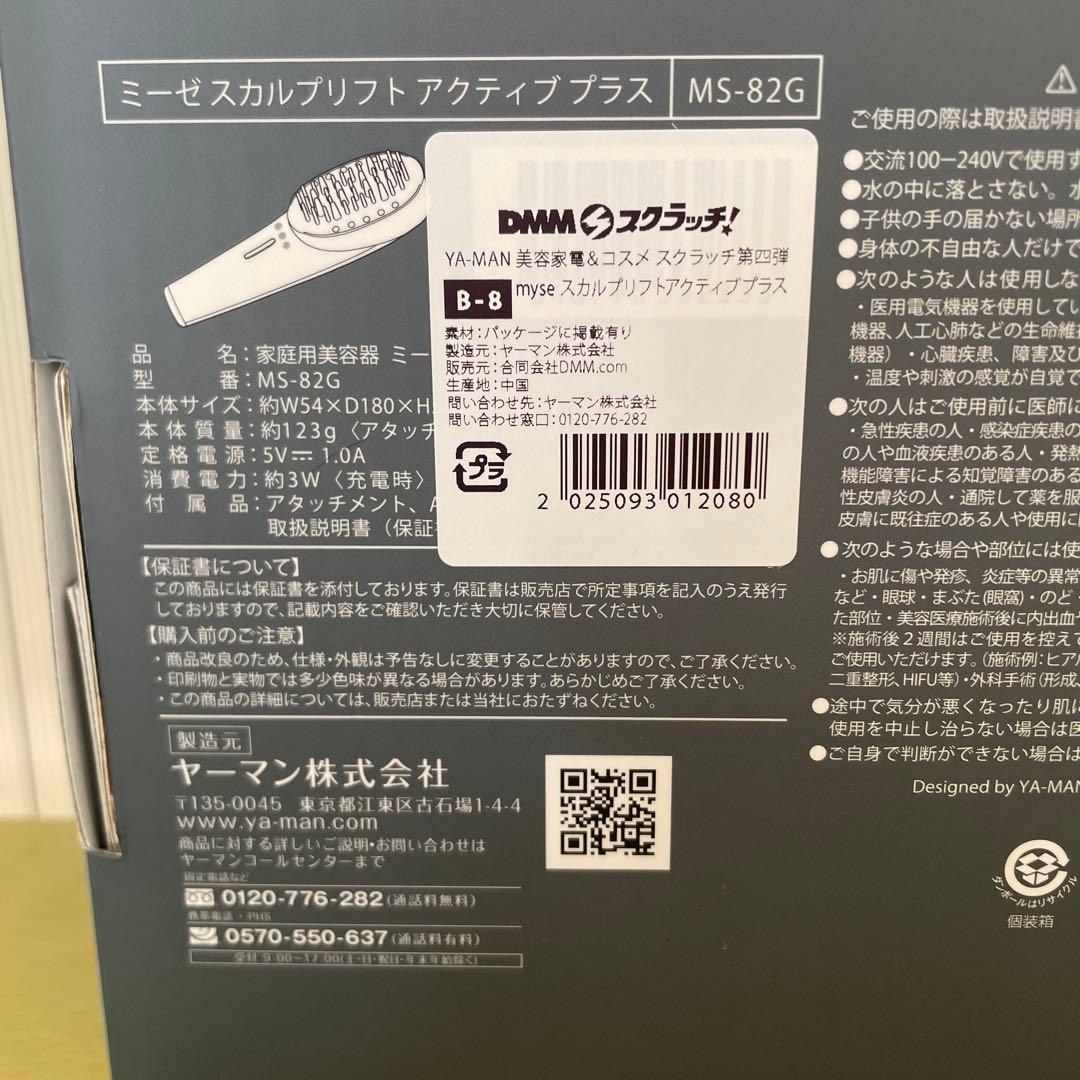 ミーゼ スカルプリフト アクティブ プラス MS-82G
DMM スクラッチ!
YA-MAN 美容家電&コスメ スクラッチ第四弾
B-8 myse スカルプリフトアクティブプラス
素材:パッケージに掲載有り
製造元:ヤーマン株式会社
販売元:合同会社DMM.com
生産地:中国
問い合わせ先:ヤーマン株式会社
問い合わせ窓口:0120-776-282
プラ
2 025093 012080
品名:家庭用美容器 ミー
型番:MS-82G
本体サイズ:約W54×D180×H
本体質量:約123g〈アタッチ
定格電源:5V⎓1.0A
消費電力:約3W〈充電時〉
付属品:アタッチメント、A
取扱説明書(保証
【保証書について】
この商品には保証書を添付しております。保証書は販売店で所定事項を記入のうえ発行
しておりますので、記載内容をご確認いただき大切に保管してください。
【購入前のご注意】
・商品改良のため、仕様・外観は予告なしに変更することがありますので、ご了承ください。
・印刷物と実物では多少色味が異なる場合があります。あらかじめご了承ください。
・この商品の詳細については、販売店または当社におたずねください。
製造元
ヤーマン株式会社
〒135-0045 東京都江東区古石場1-4-4
www.ya-man.com
商品に対する詳しいご説明・お問い合わせは
ヤーマンコールセンターまで
固定電話など
0120-776-282(通話料無料)
携帯電話・PHS
0570-550-637(通話料有料)
受付 9:00〜17:00(土・日・祝日・年末年始除く)
ご使用の際は取扱説明書
●交流100ー240Vで使用す
●水の中に落とさない。水
●子供の手の届かない場所
●身体の不自由な人だけで
●次のような人は使用しな
・医用電気機器を使用してい
機器、人工心肺などの生命維
機器)・心臓疾患、障害及び
・温度や刺激の感覚が自覚で
●次の人はご使用前に医師に
・急性疾患の人・感染症疾患の
の人や血液疾患のある人・発熱
機能障害による知覚障害のある
性皮膚炎の人・通院して薬を服
皮膚に既往症のある人や使用に
●次のような場合や部位には使
・お肌に傷や発疹、炎症等の異常
など・眼球・まぶた(眼窩)・のど・
た部位・美容医療施術後に内出血
※施術後2週間はご使用を控えて
ご使用いただけます。(施術例:ヒアル
二重整形、HIFU等)・外科手術(形成、
●途中で気分が悪くなったり肌に
使用を中止し治らない場合は医
●ご自身で判断ができない場合は
Designed by YA-MAN
ダンボールはリサイクル
個装箱